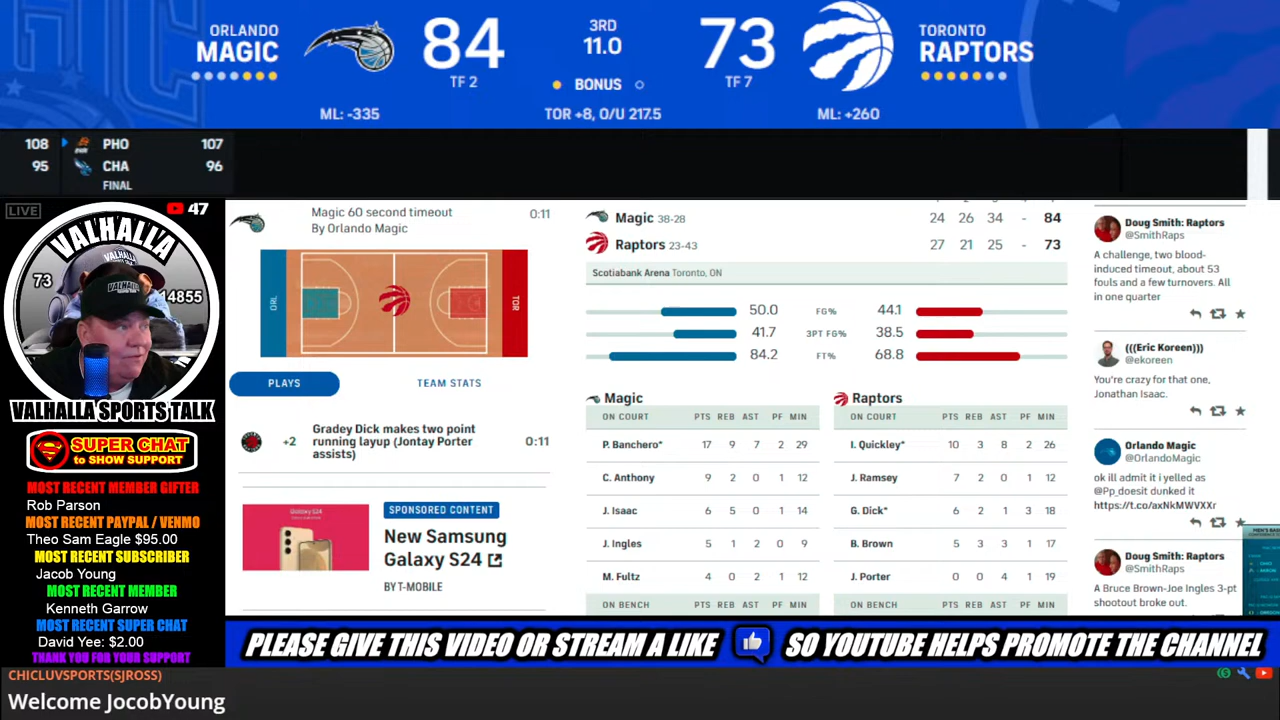 ORLANDO
MAGIC
84
TF 2
3RD
11.0
BONUS
73
TF 7
TORONTO
RAPTORS
ML: -335
TOR +8, O/U 217.5
ML: +260
108 PHO 107
95 CHA 96
FINAL
LIVE
47
VALHALLA
73
14855
VALHALLA SPORTS TALK
SUPER CHAT
to SHOW SUPPORT
MOST RECENT MEMBER GIFTER
Rob Parson
MOST RECENT PAYPAL / VENMO
Theo Sam Eagle $95.00
MOST RECENT SUBSCRIBER
Jacob Young
MOST RECENT MEMBER
Kenneth Garrow
MOST RECENT SUPER CHAT
David Yee: $2.00
THANK YOU FOR YOUR SUPPORT
Magic 60 second timeout 0:11
By Orlando Magic
ORL
TOR
PLAYS
TEAM STATS
+2 Gradey Dick makes two point
running layup (Jontay Porter 0:11
assists)
Galaxy S24
SPONSORED CONTENT
New Samsung
Galaxy S24
BY T-MOBILE
Magic 38-28 24 26 34 - 84
Raptors 23-43 27 21 25 - 73
Scotiabank Arena Toronto, ON
50.0 FG% 44.1
41.7 3PT FG% 38.5
84.2 FT% 68.8
Magic
ON COURT PTS REB AST PF MIN
P. Banchero* 17 9 7 2 29
C. Anthony 9 2 0 1 12
J. Isaac 6 5 0 1 14
J. Ingles 5 1 2 0 9
M. Fultz 4 0 2 1 12
ON BENCH PTS REB AST PF MIN
Raptors
ON COURT PTS REB AST PF MIN
I. Quickley* 10 3 8 2 26
J. Ramsey 7 2 0 1 12
G. Dick* 6 2 1 3 18
B. Brown 5 3 3 1 17
J. Porter 0 0 4 1 19
ON BENCH PTS REB AST PF MIN
Doug Smith: Raptors
@SmithRaps
A challenge, two blood-
induced timeout, about 53
fouls and a few turnovers. All
in one quarter
(((Eric Koreen)))
@ekoreen
You're crazy for that one,
Jonathan Isaac.
Orlando Magic
@OrlandoMagic
ok ill admit it i yelled as
@Pp_doesit dunked it
https://t.co/axNkMWVXXr
Doug Smith: Raptors
@SmithRaps
A Bruce Brown-Joe Ingles 3-pt
shootout broke out.
PLEASE GIVE THIS VIDEO OR STREAM A LIKE SO YOUTUBE HELPS PROMOTE THE CHANNEL
CHICLUVSPORTS(SJROSS)
Welcome JocobYoung